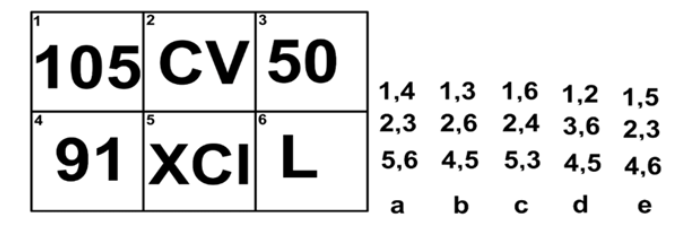 1 2 3
105 CV 50
4 5 6
91 XCI L
1,4 1,3 1,6 1,2 1,5
2,3 2,6 2,4 3,6 2,3
5,6 4,5 5,3 4,5 4,6
a b c d e